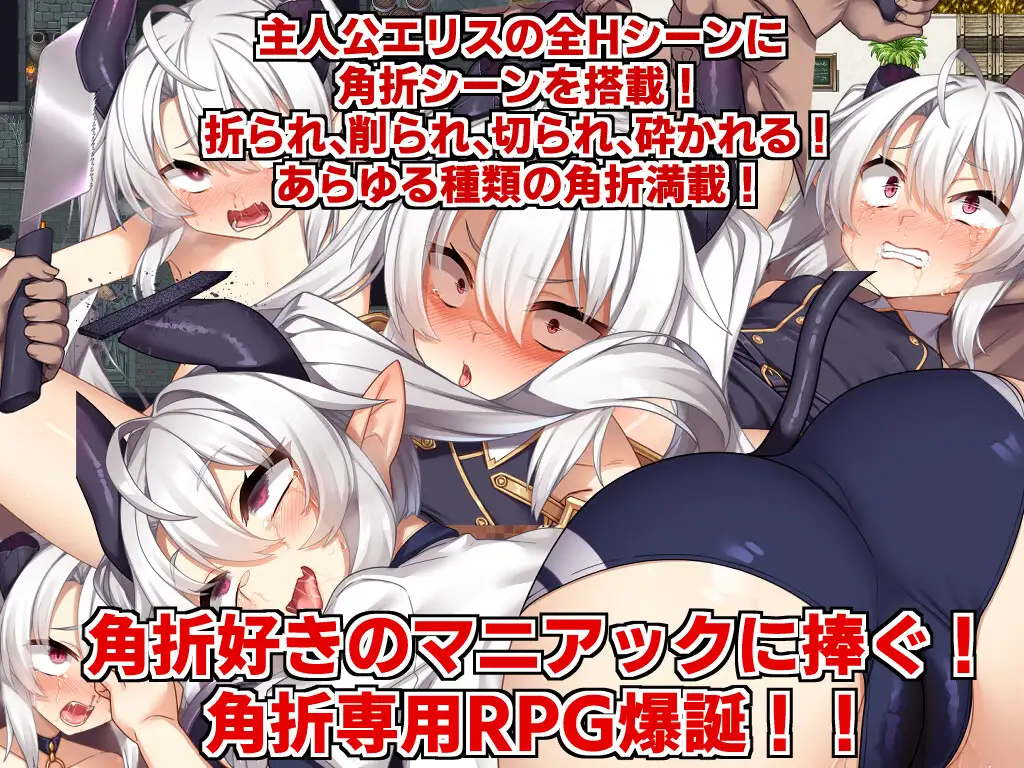 主人公エリスの全Hシーンに
角折シーンを搭載！
折られ、削られ、切られ、砕かれる！
あらゆる種類の角折満載！
角折好きのマニアックに捧ぐ！
角折専用RPG爆誕！！